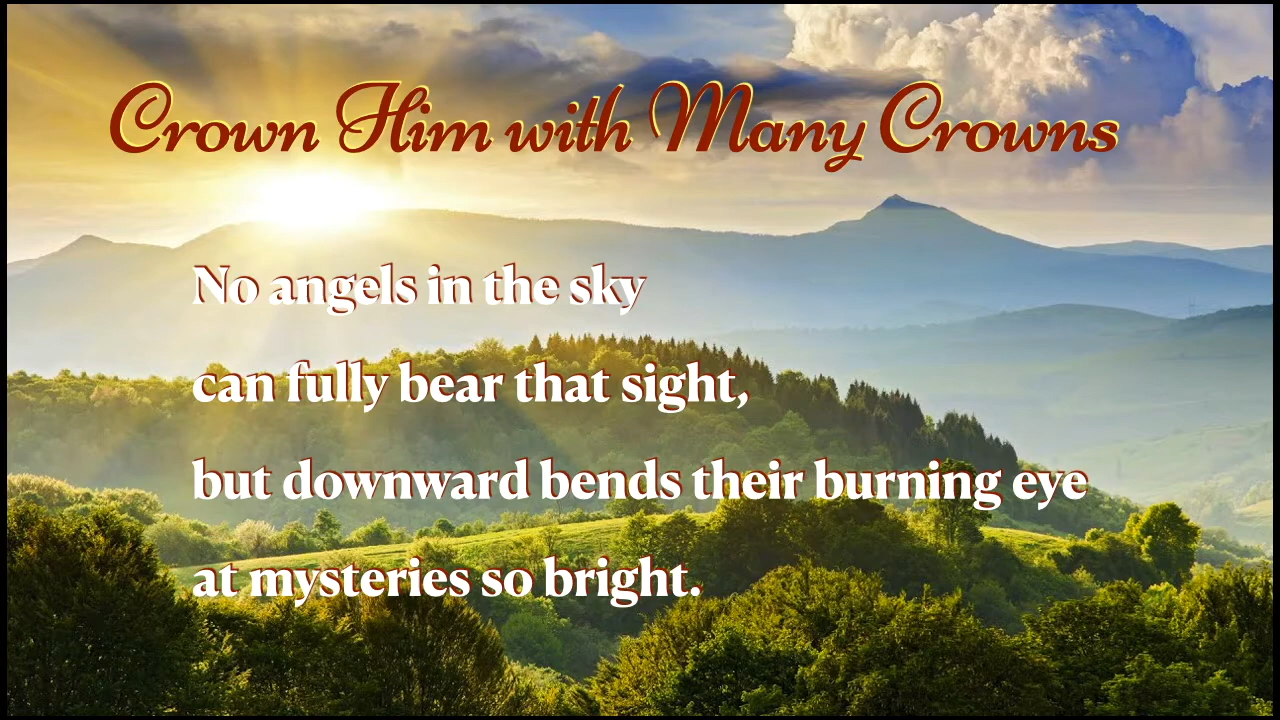 Crown Him with Many Crowns
No angels in the sky
can fully bear that sight,
but downward bends their burning eye
at mysteries so bright.